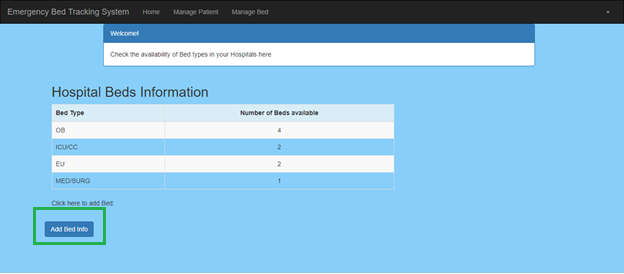 Emergency Bed Tracking System Home Manage Patient Manage Bed
Welcome!
Check the availability of Bed types in your Hospitals here
Hospital Beds Information
Bed Type Number of Beds available
OB 4
ICU/CC 2
EU 2
MED/SURG 1
Click here to add Bed:
Add Bed Info